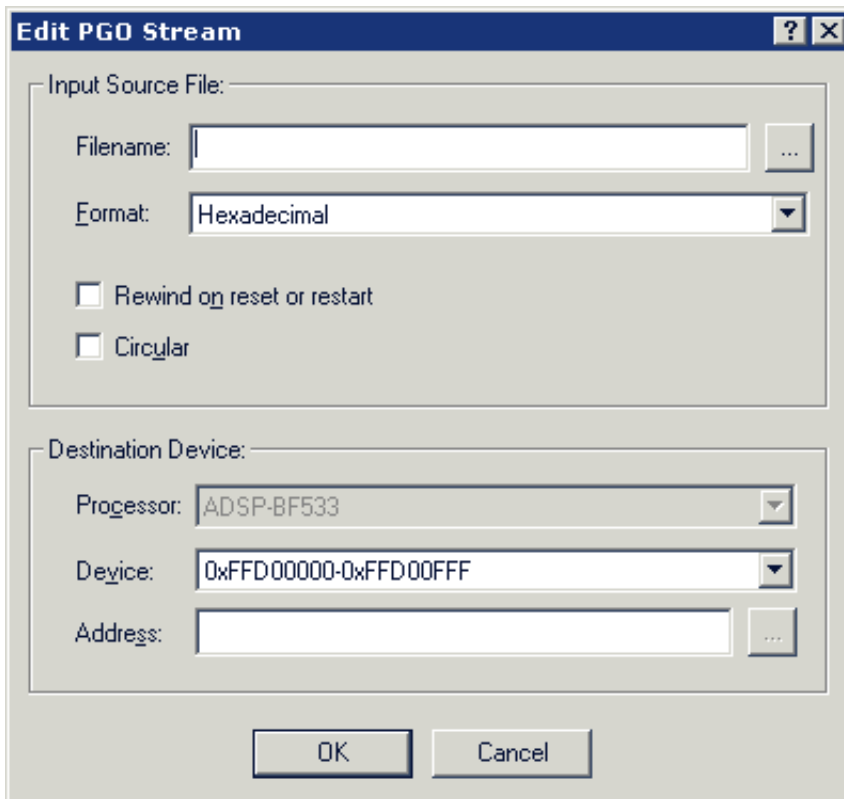 Edit PGO Stream
Input Source File:
Filename:
...
Format: Hexadecimal
Rewind on reset or restart
Circular
Destination Device:
Processor: ADSP-BF533
Device: 0xFFD00000-0xFFD00FFF
Address:
...
OK Cancel